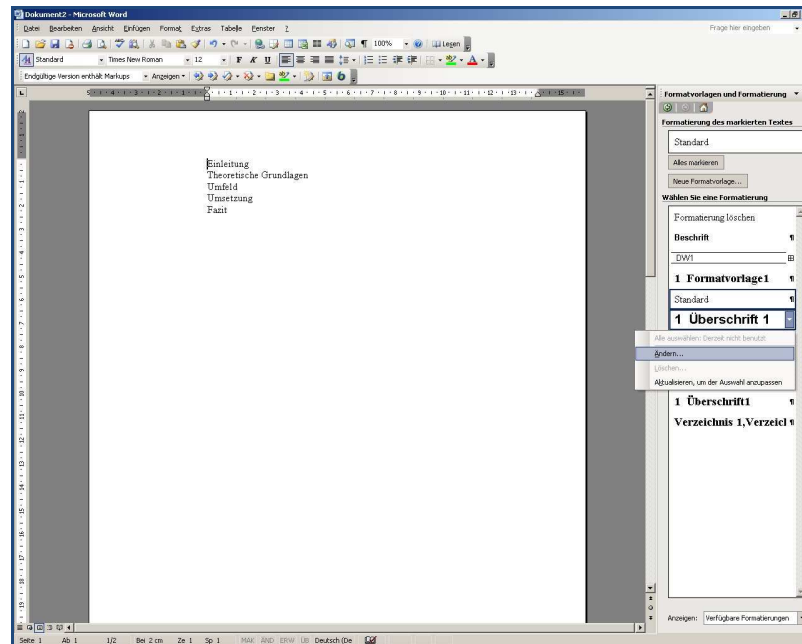 Dokument2 - Microsoft Word
Datei Bearbeiten Ansicht Einfügen Format Extras Tabelle Fenster ?
Frage hier eingeben
100% Lesen
Standard Times New Roman 12 F K U
Endgültige Version enthält Markups Anzeigen
Formatvorlagen und Formatierung
Formatierung des markierten Textes
Standard
Alles markieren
Neue Formatvorlage...
Wählen Sie eine Formatierung
Formatierung löschen
Beschrift ¶
DW1
1 Formatvorlage1 ¶
Standard ¶
1 Überschrift 1
Alle auswählen: Derzeit nicht benutzt
Ändern...
Löschen...
Aktualisieren, um der Auswahl anzupassen
1 Überschrift1 ¶
Verzeichnis 1,Verzeicl ¶
Einleitung
Theoretische Grundlagen
Umfeld
Umsetzung
Fazit
Anzeigen: Verfügbare Formatierungen
Seite 1 Ab 1 1/2 Bei 2 cm Ze 1 Sp 1 MAK ÄND ERW ÜB Deutsch (De